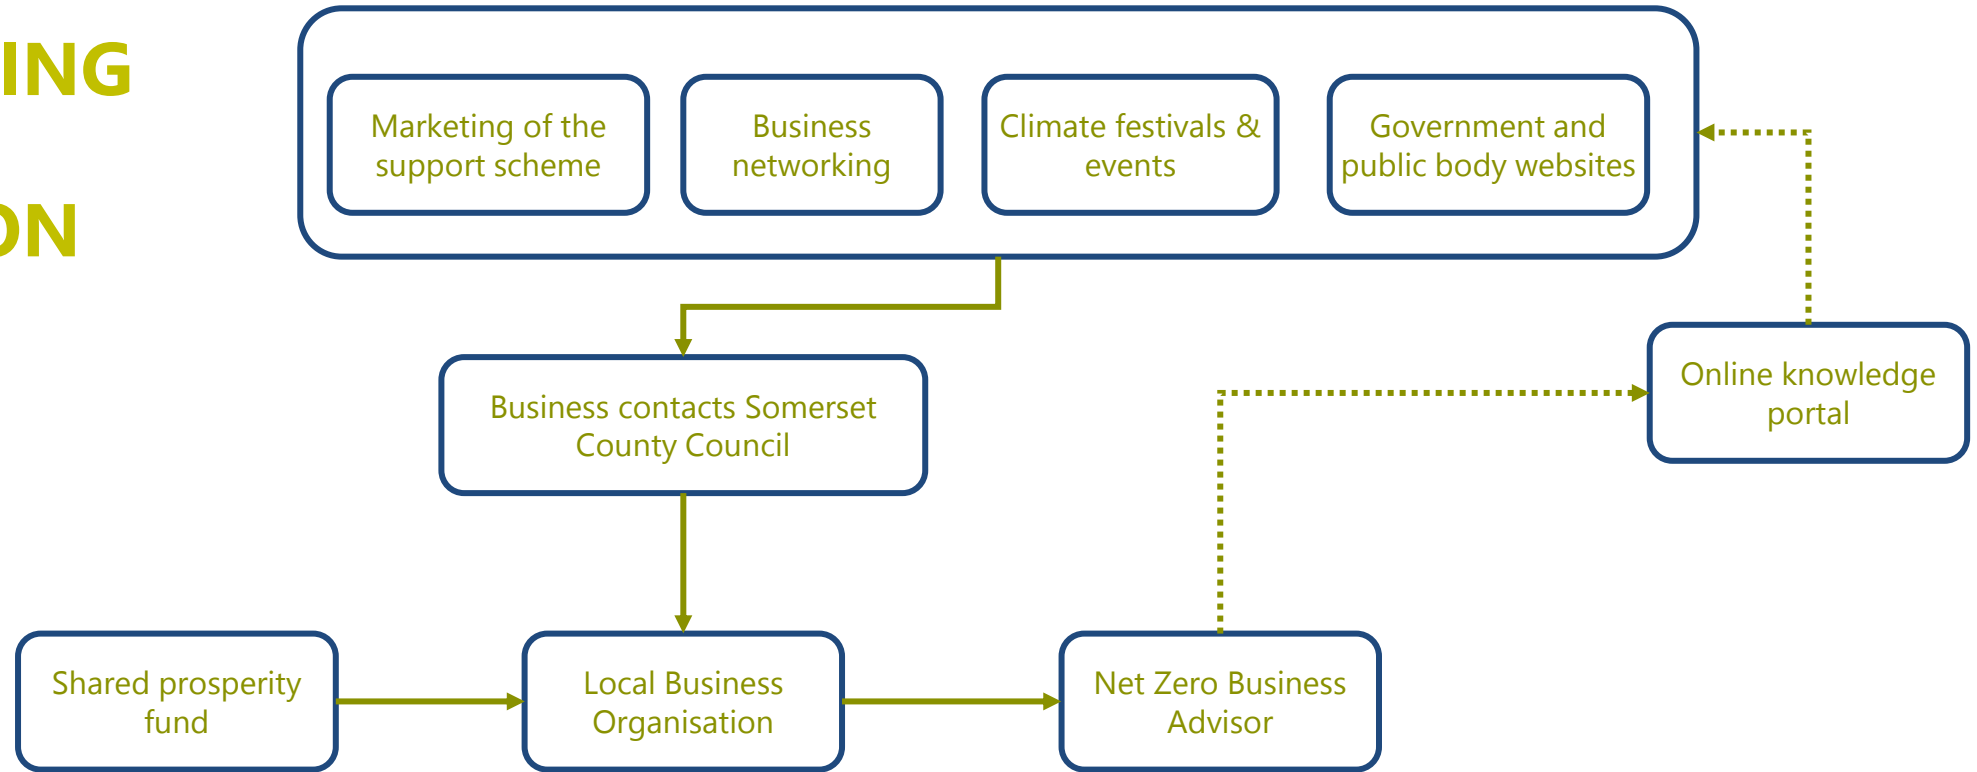 ING
ON
Marketing of the
support scheme
Business
networking
Climate festivals &
events
Government and
public body websites
Online knowledge
portal
Business contacts Somerset
County Council
Shared prosperity
fund
Local Business
Organisation
Net Zero Business
Advisor